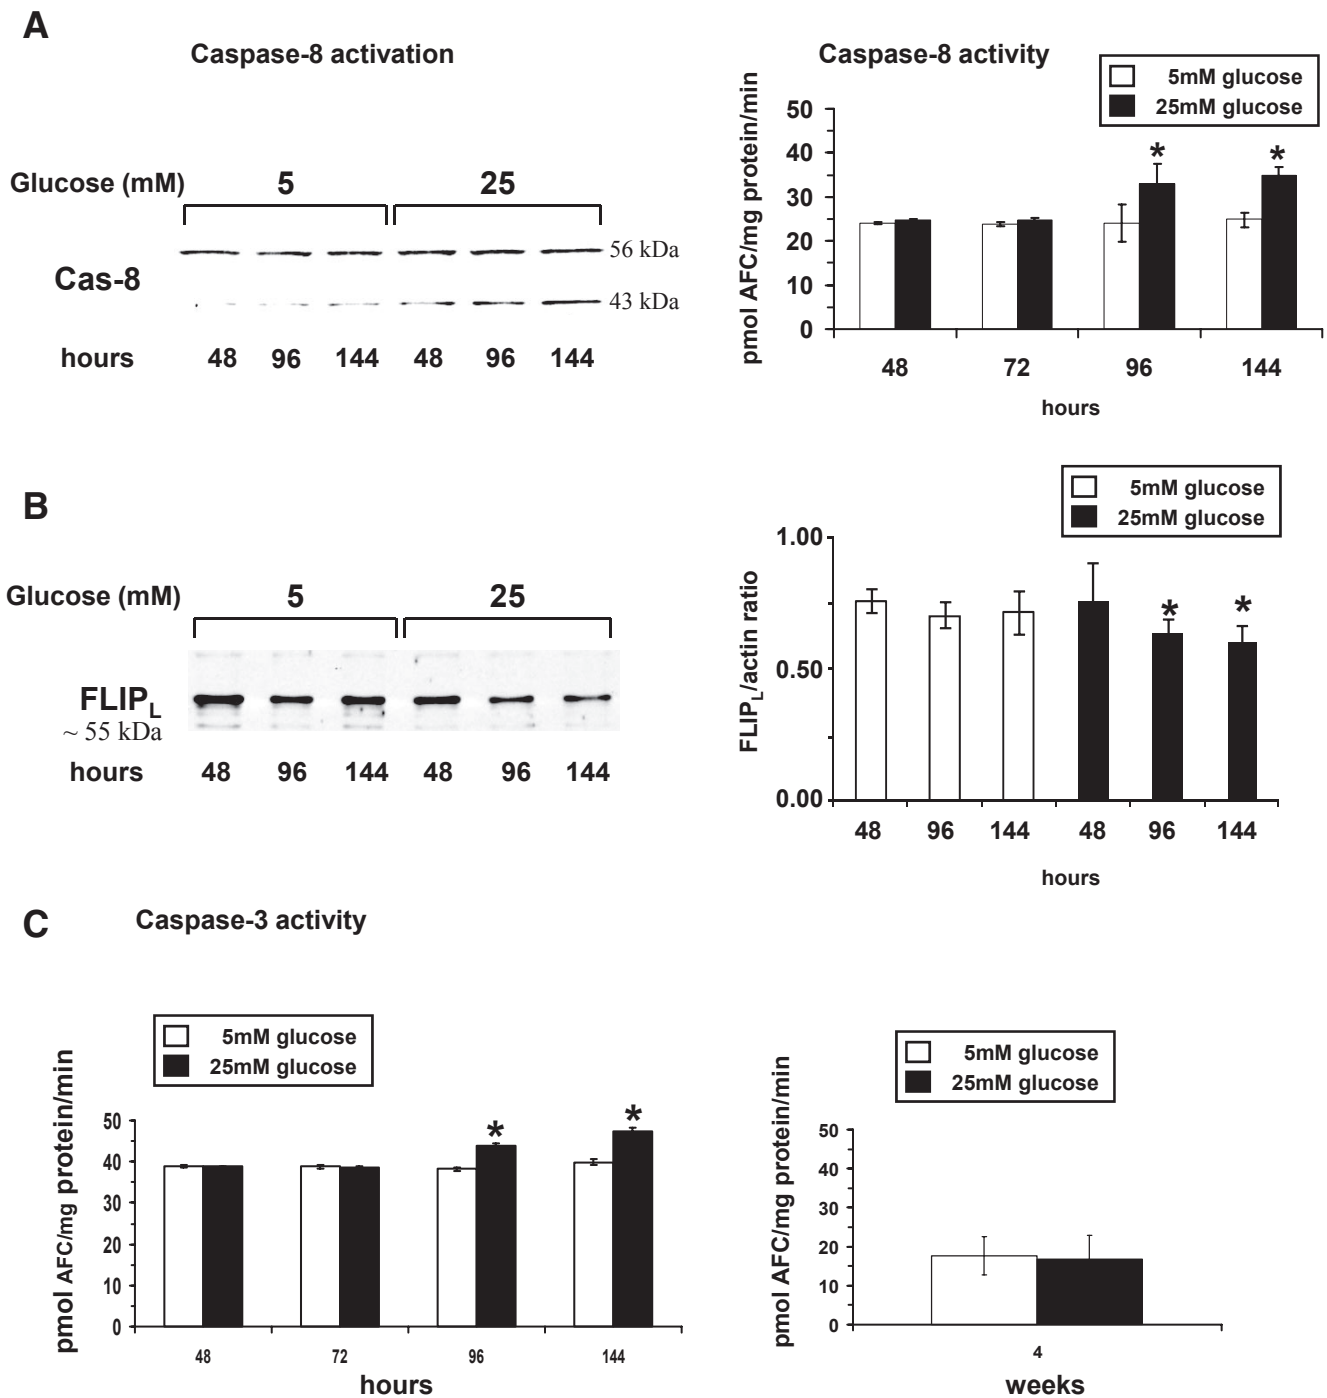 A
Caspase-8 activation
Glucose (mM) 5 25
56 kDa
Cas-8
43 kDa
hours 48 96 144 48 96 144
Caspase-8 activity
5mM glucose
25mM glucose
pmol AFC/mg protein/min
50
40
30
20
10
0
* *
48 72 96 144
hours
B
Glucose (mM) 5 25
FLIPL
~ 55 kDa
hours 48 96 144 48 96 144
5mM glucose
25mM glucose
FLIPL/actin ratio
1.00
0.50
0.00
* *
48 96 144 48 96 144
hours
C
Caspase-3 activity
5mM glucose
25mM glucose
pmol AFC/mg protein/min
50
40
30
20
10
0
* *
48 72 96 144
hours
5mM glucose
25mM glucose
pmol AFC/mg protein/min
50
40
30
20
10
0
4
weeks